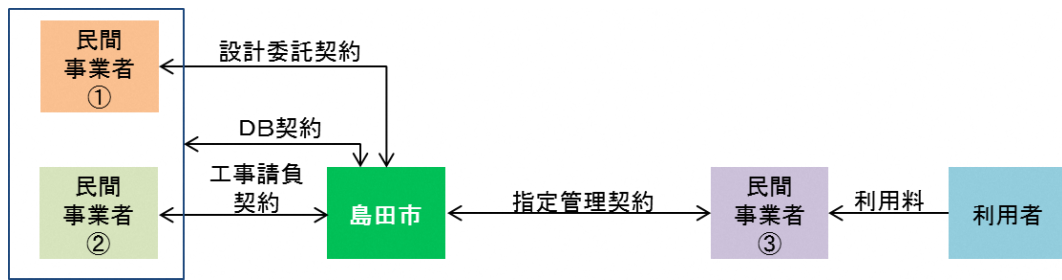 民間
事業者
①
設計委託契約
DB契約
民間
事業者
②
工事請負
契約
島田市
指定管理契約
民間
事業者
③
利用料
利用者